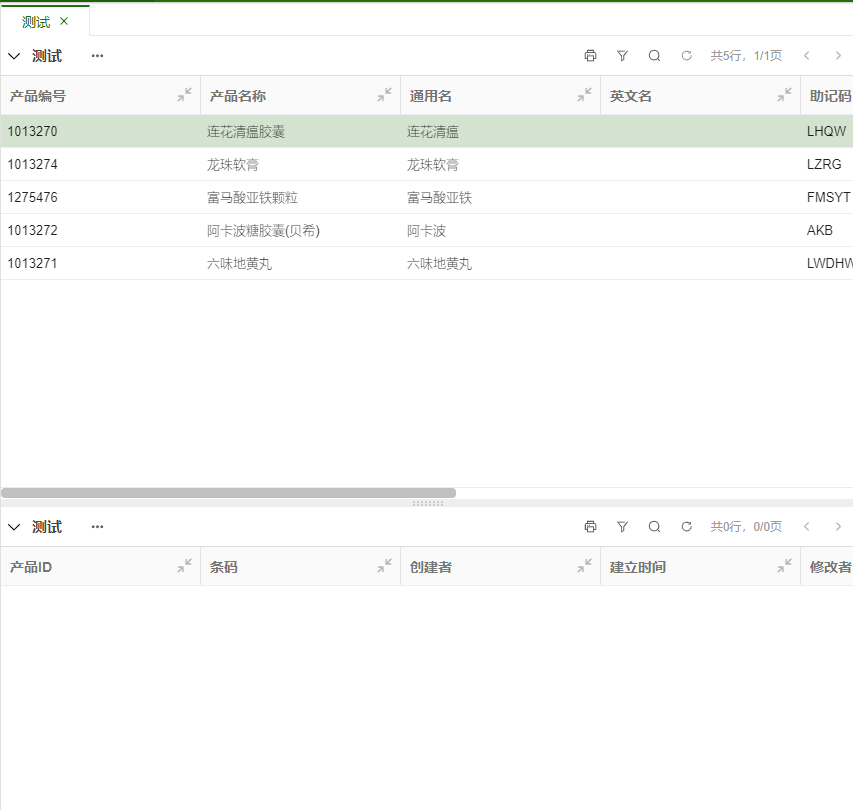 测试
测试 共5行，1/1页
产品编号 产品名称 通用名 英文名 助记码
1013270 连花清瘟胶囊 连花清瘟 LHQW
1013274 龙珠软膏 龙珠软膏 LZRG
1275476 富马酸亚铁颗粒 富马酸亚铁 FMSYT
1013272 阿卡波糖胶囊(贝希) 阿卡波 AKB
1013271 六味地黄丸 六味地黄丸 LWDHW
测试 共0行，0/0页
产品ID 条码 创建者 建立时间 修改者